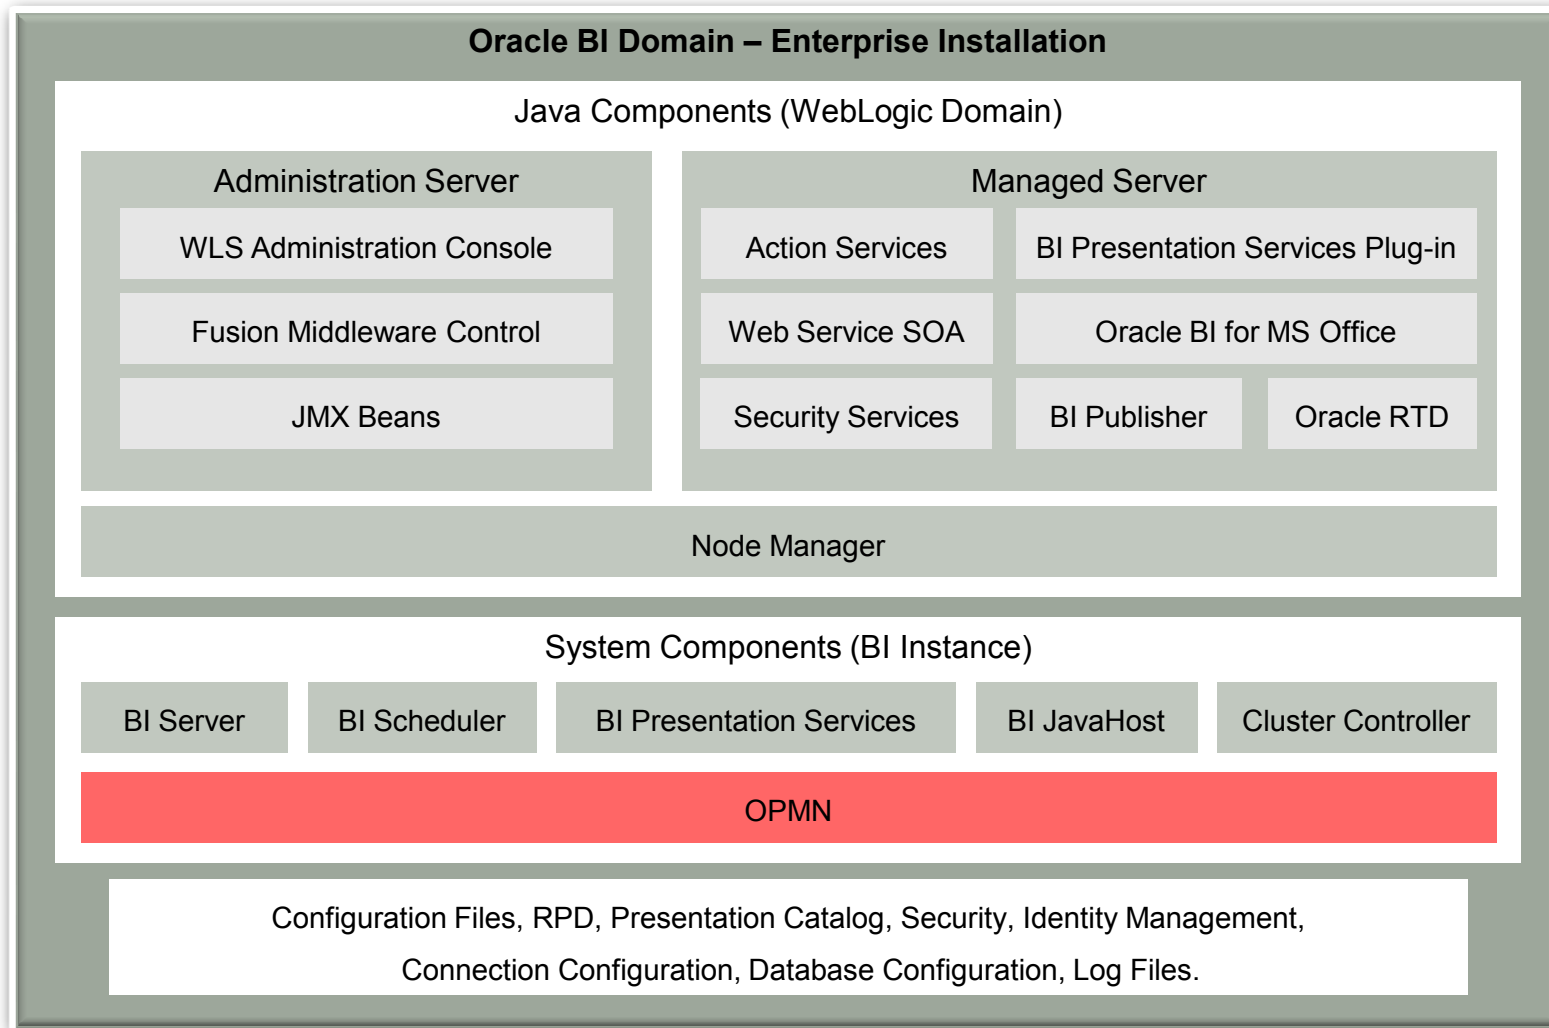 Oracle BI Domain – Enterprise Installation
Java Components (WebLogic Domain)
Administration Server
WLS Administration Console
Fusion Middleware Control
JMX Beans
Managed Server
Action Services
BI Presentation Services Plug-in
Web Service SOA
Oracle BI for MS Office
Security Services
BI Publisher
Oracle RTD
Node Manager
System Components (BI Instance)
BI Server
BI Scheduler
BI Presentation Services
BI JavaHost
Cluster Controller
OPMN
Configuration Files, RPD, Presentation Catalog, Security, Identity Management,
Connection Configuration, Database Configuration, Log Files.